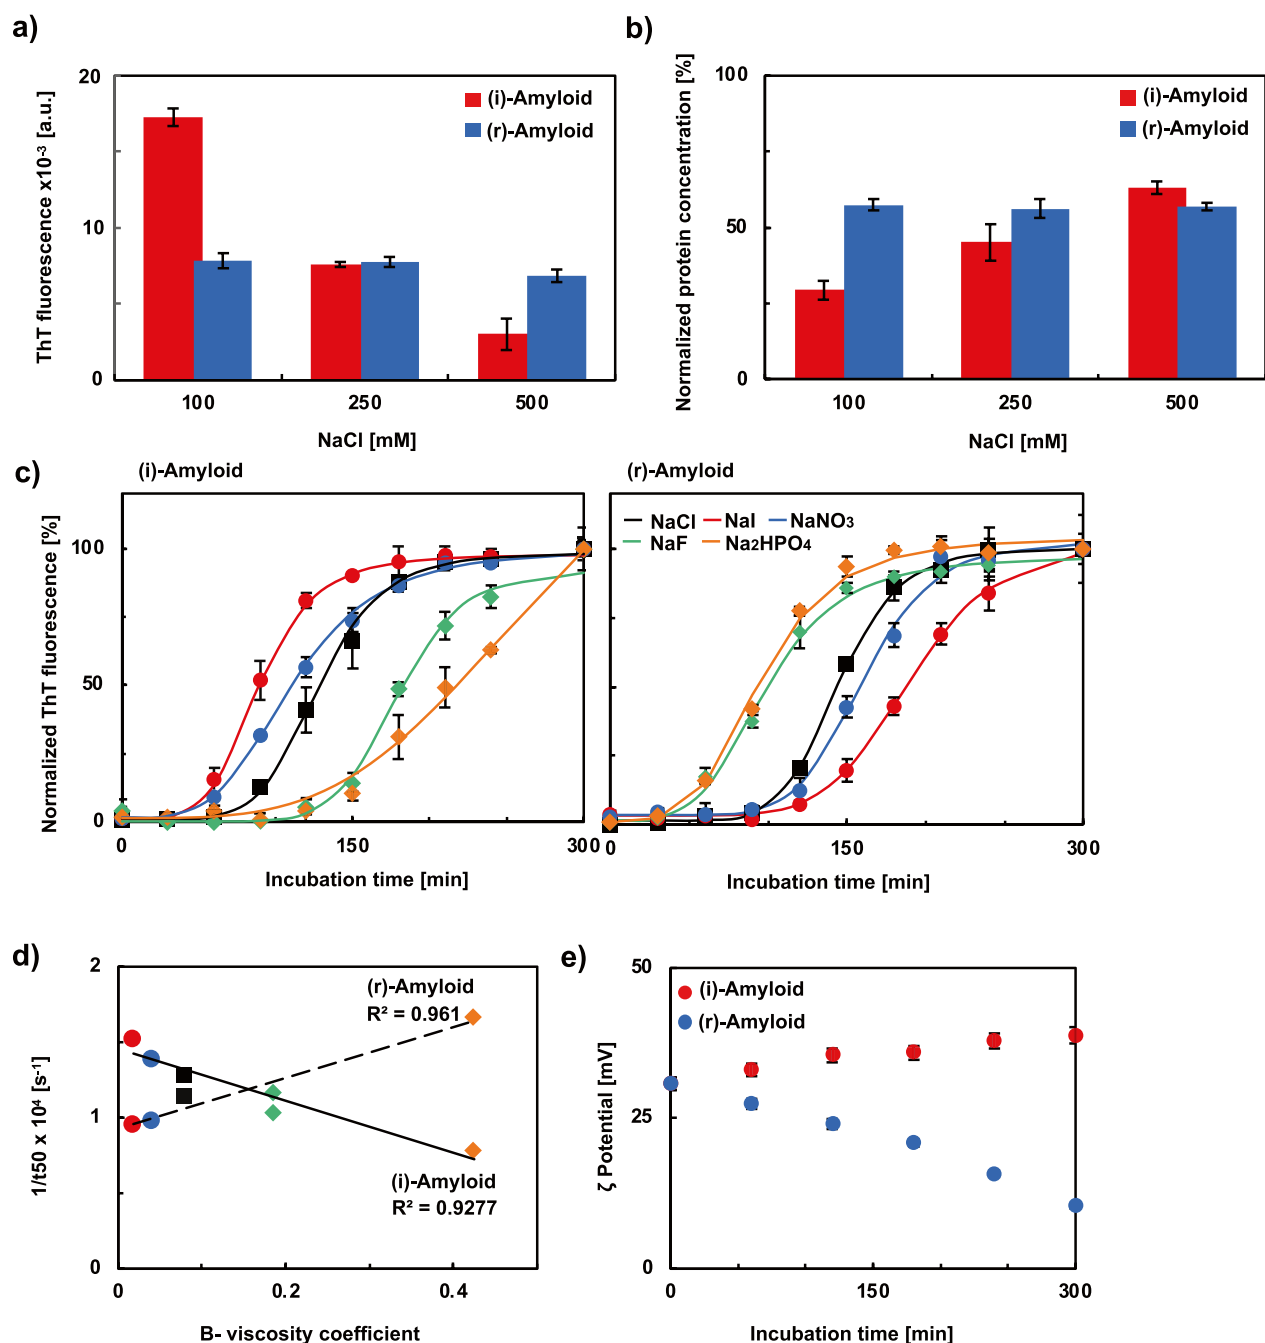 a)
ThT fluorescence x10⁻³ [a.u.]
20
10
0
(i)-Amyloid
(r)-Amyloid
100 250 500
NaCl [mM]
b)
Normalized protein concentration [%]
100
50
0
(i)-Amyloid
(r)-Amyloid
100 250 500
NaCl [mM]
c)
(i)-Amyloid
Normalized ThT fluorescence [%]
100
50
0
0 150 300
Incubation time [min]
(r)-Amyloid
NaCl NaI NaNO₃
NaF Na₂HPO₄
0 150 300
Incubation time [min]
d)
1/t50 x 10⁴ [s⁻¹]
2
1
0
(r)-Amyloid
R² = 0.961
(i)-Amyloid
R² = 0.9277
0 0.2 0.4
B- viscosity coefficient
e)
ζ Potential [mV]
50
25
0
(i)-Amyloid
(r)-Amyloid
0 150 300
Incubation time [min]